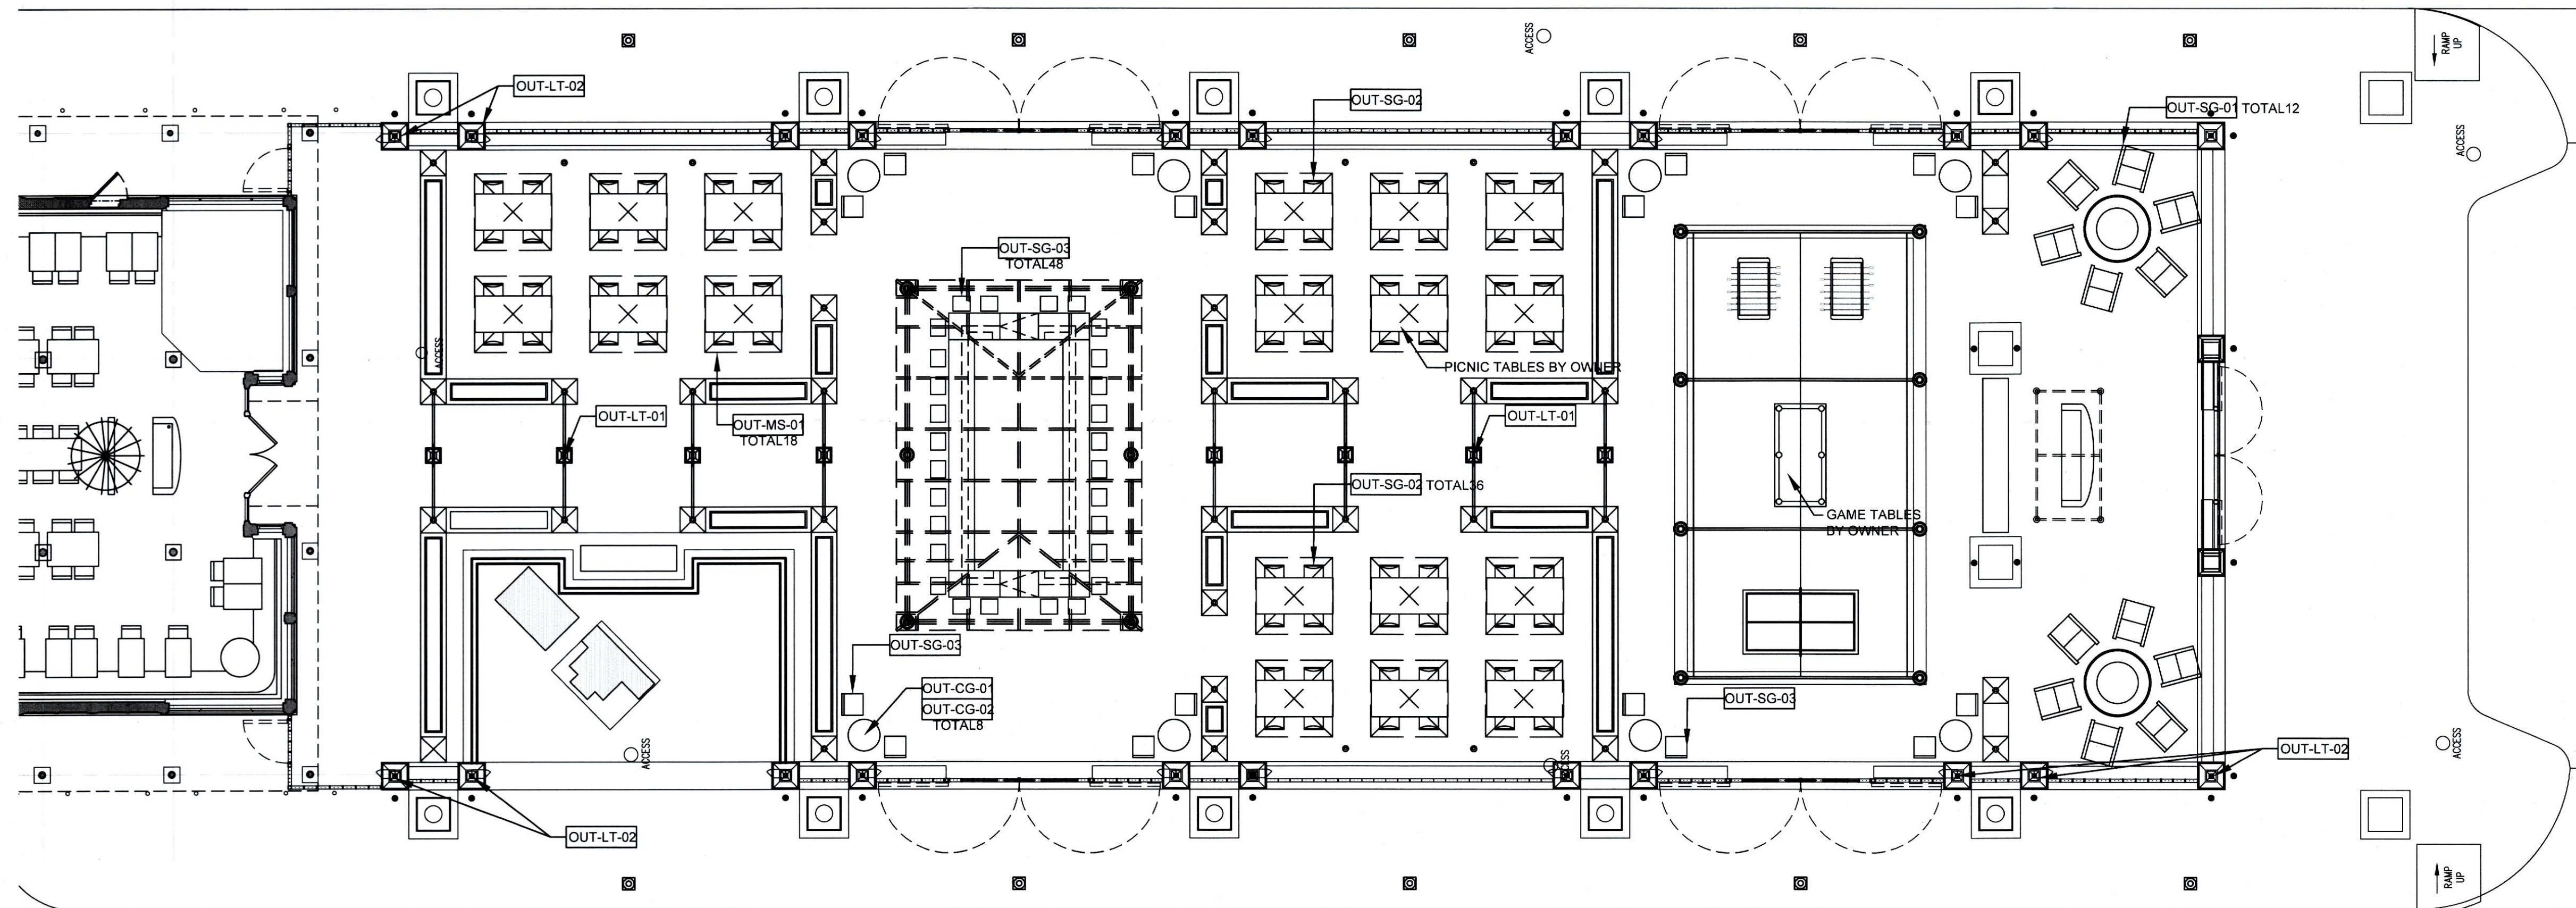 ACCESS
RAMP
UP
OUT-LT-02
OUT-SG-02
OUT-SG-01 TOTAL12
ACCESS
OUT-SG-03
TOTAL48
ACCESS
PICNIC TABLES BY OWNER
OUT-LT-01
OUT-MS-01
TOTAL18
OUT-LT-01
OUT-SG-02 TOTAL36
GAME TABLES
BY OWNER
OUT-SG-03
OUT-CG-01
OUT-CG-02
TOTAL8
OUT-SG-03
ACCESS
ACCESS
ACCESS
OUT-LT-02
OUT-LT-02
RAMP
UP